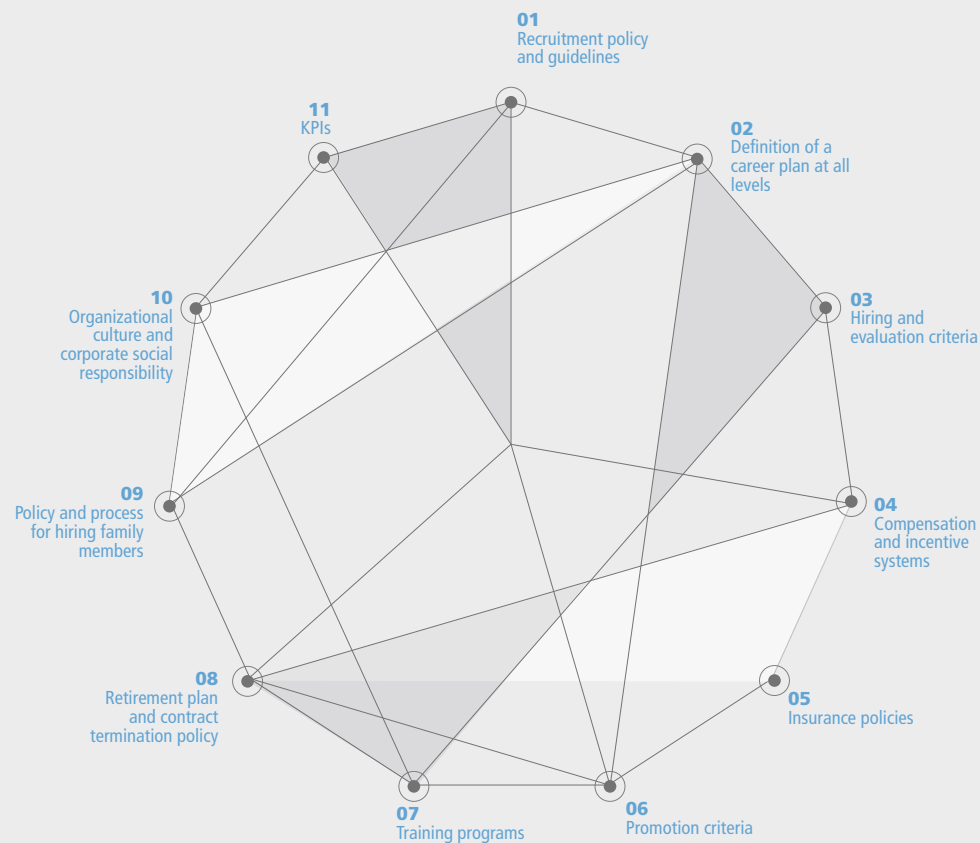 01
Recruitment policy
and guidelines
02
Definition of a
career plan at all
levels
03
Hiring and
evaluation criteria
04
Compensation
and incentive
systems
05
Insurance policies
06
Promotion criteria
07
Training programs
08
Retirement plan
and contract
termination policy
09
Policy and process
for hiring family
members
10
Organizational
culture and
corporate social
responsibility
11
KPIs